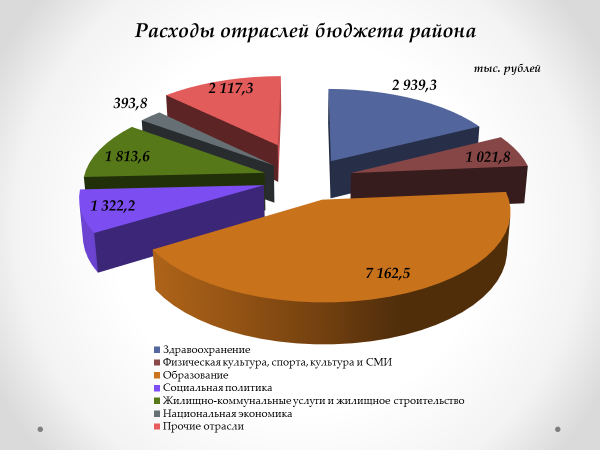 Расходы отраслей бюджета района
тыс. рублей
2 117,3
2 939,3
393,8
1 813,6
1 021,8
1 322,2
7 162,5
Здравоохранение
Физическая культура, спорта, культура и СМИ
Образование
Социальная политика
Жилищно-коммунальные услуги и жилищное строительство
Национальная экономика
Прочие отрасли